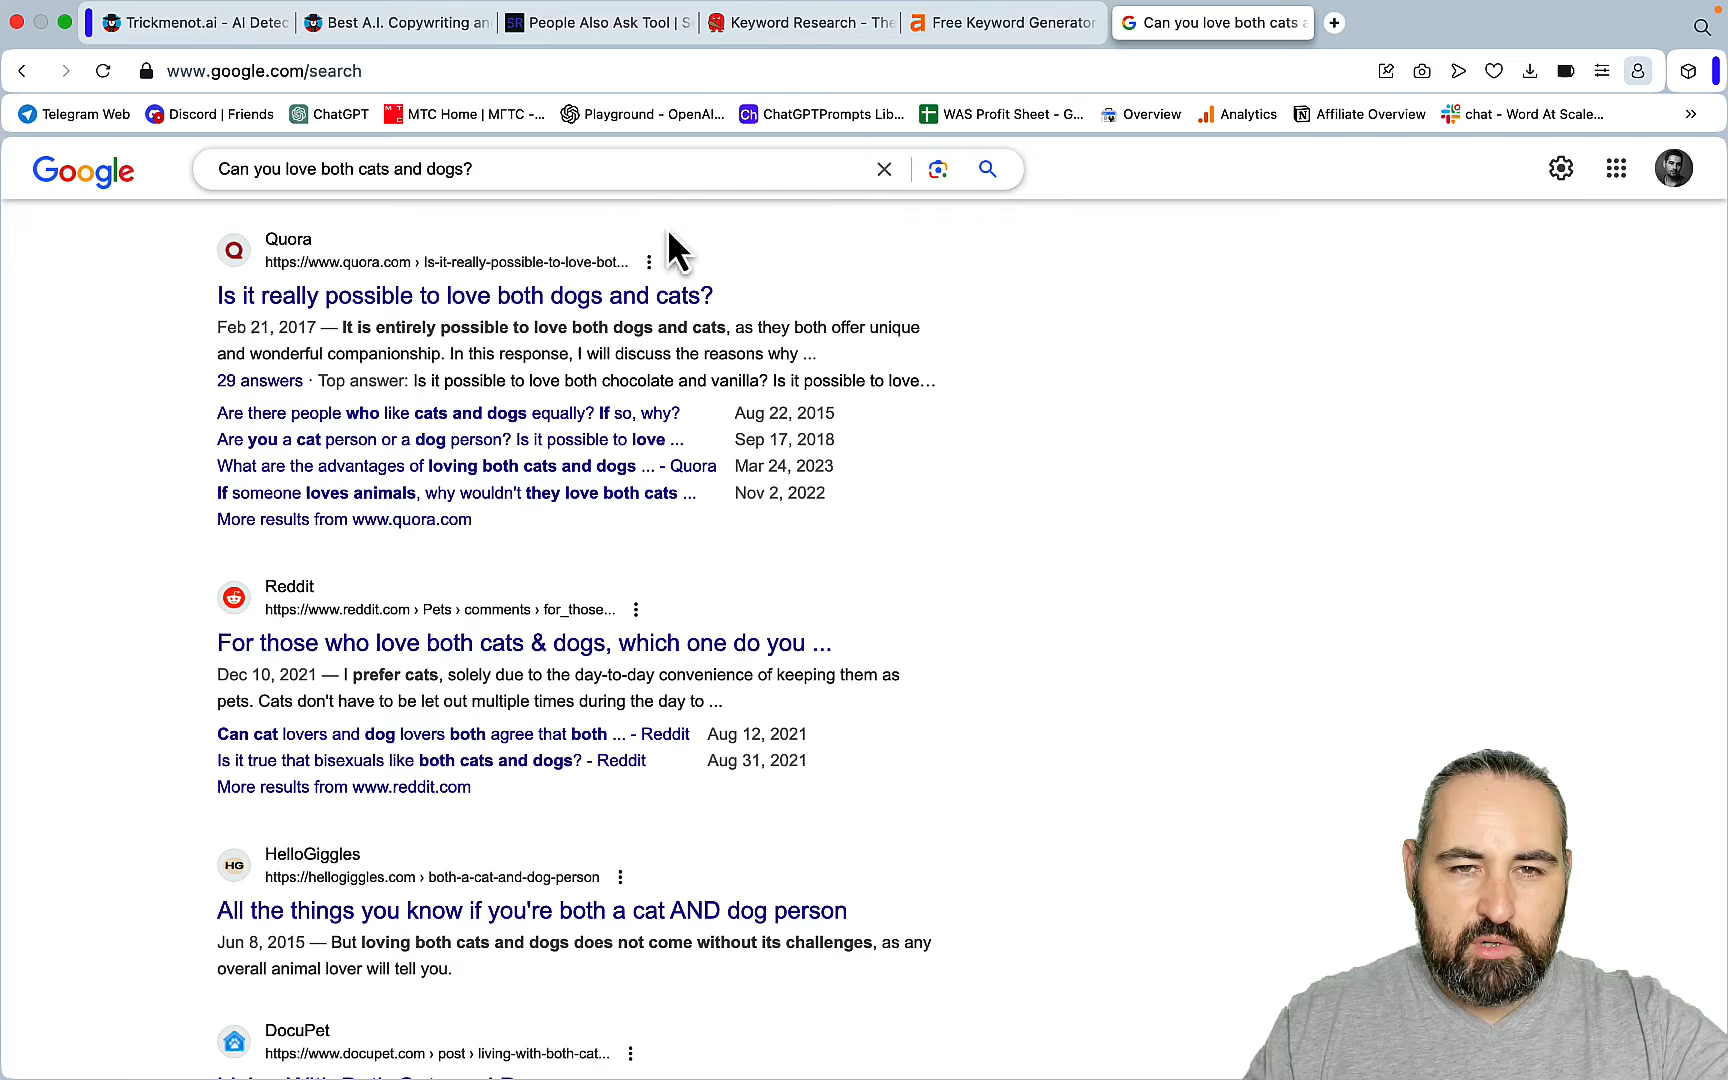 Trickmenot.ai - AI Detec
Best A.I. Copywriting an
SR People Also Ask Tool | S
Keyword Research - The
Free Keyword Generator
Can you love both cats a
www.google.com/search
Telegram Web
Discord | Friends
ChatGPT
MTC Home | МГТС -...
Playground - OpenAI...
Ch ChatGPTPrompts Lib...
WAS Profit Sheet - G...
Overview
Analytics
Affiliate Overview
chat - Word At Scale...
Google
Can you love both cats and dogs?
Quora
https://www.quora.com › Is-it-really-possible-to-love-bot...
Is it really possible to love both dogs and cats?
Feb 21, 2017 — It is entirely possible to love both dogs and cats, as they both offer unique
and wonderful companionship. In this response, I will discuss the reasons why ...
29 answers · Top answer: Is it possible to love both chocolate and vanilla? Is it possible to love…
Are there people who like cats and dogs equally? If so, why? Aug 22, 2015
Are you a cat person or a dog person? Is it possible to love ... Sep 17, 2018
What are the advantages of loving both cats and dogs ... - Quora Mar 24, 2023
If someone loves animals, why wouldn't they love both cats ... Nov 2, 2022
More results from www.quora.com
Reddit
https://www.reddit.com › Pets › comments › for_those...
For those who love both cats & dogs, which one do you ...
Dec 10, 2021 — I prefer cats, solely due to the day-to-day convenience of keeping them as
pets. Cats don't have to be let out multiple times during the day to ...
Can cat lovers and dog lovers both agree that both ... - Reddit Aug 12, 2021
Is it true that bisexuals like both cats and dogs? - Reddit Aug 31, 2021
More results from www.reddit.com
HG
HelloGiggles
https://hellogiggles.com › both-a-cat-and-dog-person
All the things you know if you're both a cat AND dog person
Jun 8, 2015 — But loving both cats and dogs does not come without its challenges, as any
overall animal lover will tell you.
DocuPet
https://www.docupet.com › post › living-with-both-cat...